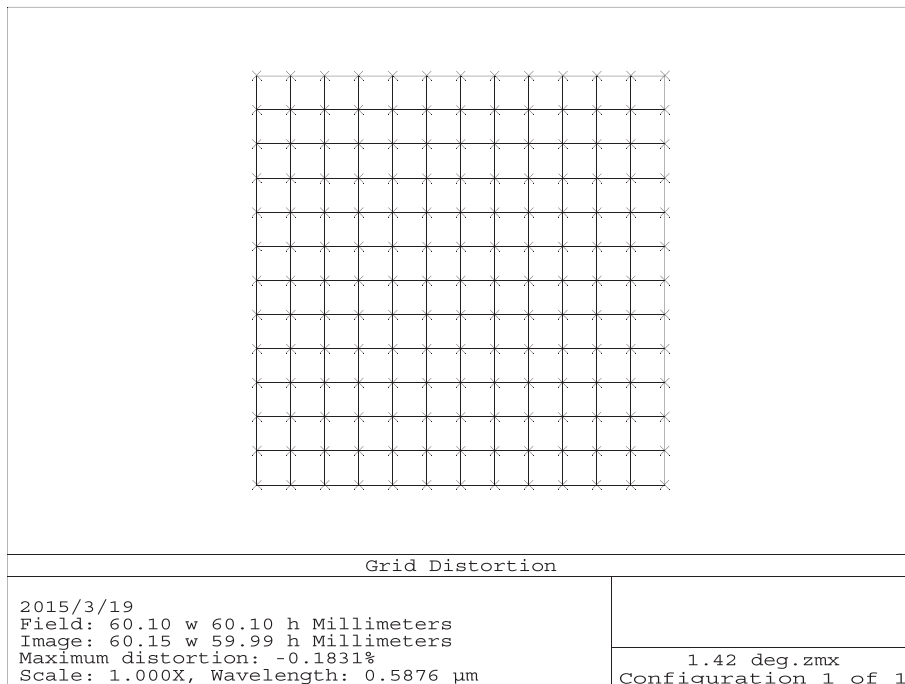 Grid Distortion
2015/3/19
Field: 60.10 w 60.10 h Millimeters
Image: 60.15 w 59.99 h Millimeters
Maximum distortion: -0.1831%
Scale: 1.000X, Wavelength: 0.5876 µm
1.42 deg.zmx
Configuration 1 of 1